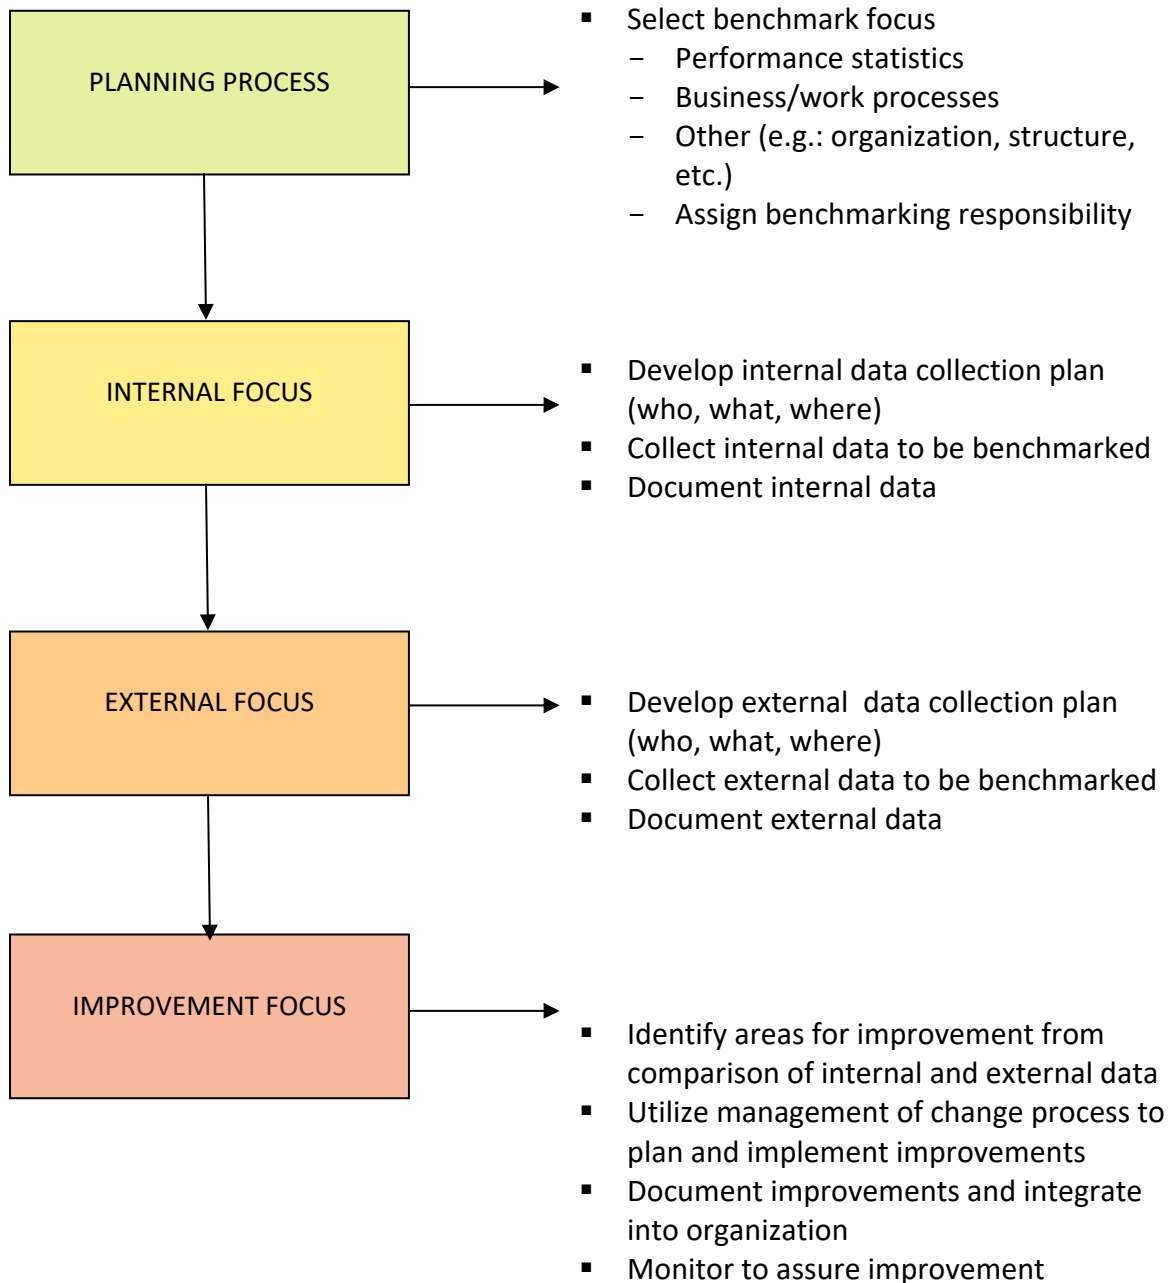 PLANNING PROCESS
▪ Select benchmark focus
− Performance statistics
− Business/work processes
− Other (e.g.: organization, structure,
etc.)
− Assign benchmarking responsibility
INTERNAL FOCUS
▪ Develop internal data collection plan
(who, what, where)
▪ Collect internal data to be benchmarked
▪ Document internal data
EXTERNAL FOCUS
▪ Develop external  data collection plan
(who, what, where)
▪ Collect external data to be benchmarked
▪ Document external data
IMPROVEMENT FOCUS
▪ Identify areas for improvement from
comparison of internal and external data
▪ Utilize management of change process to
plan and implement improvements
▪ Document improvements and integrate
into organization
▪ Monitor to assure improvement